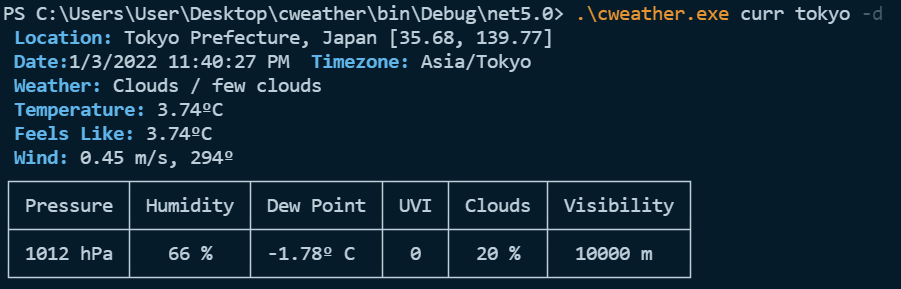 PS C:\Users\User\Desktop\cweather\bin\Debug\net5.0> .\cweather.exe curr tokyo -d
Location: Tokyo Prefecture, Japan [35.68, 139.77]
Date:1/3/2022 11:40:27 PM  Timezone: Asia/Tokyo
Weather: Clouds / few clouds
Temperature: 3.74ºC
Feels Like: 3.74ºC
Wind: 0.45 m/s, 294º
Pressure Humidity Dew Point UVI Clouds Visibility
1012 hPa 66 % -1.78º C 0 20 % 10000 m